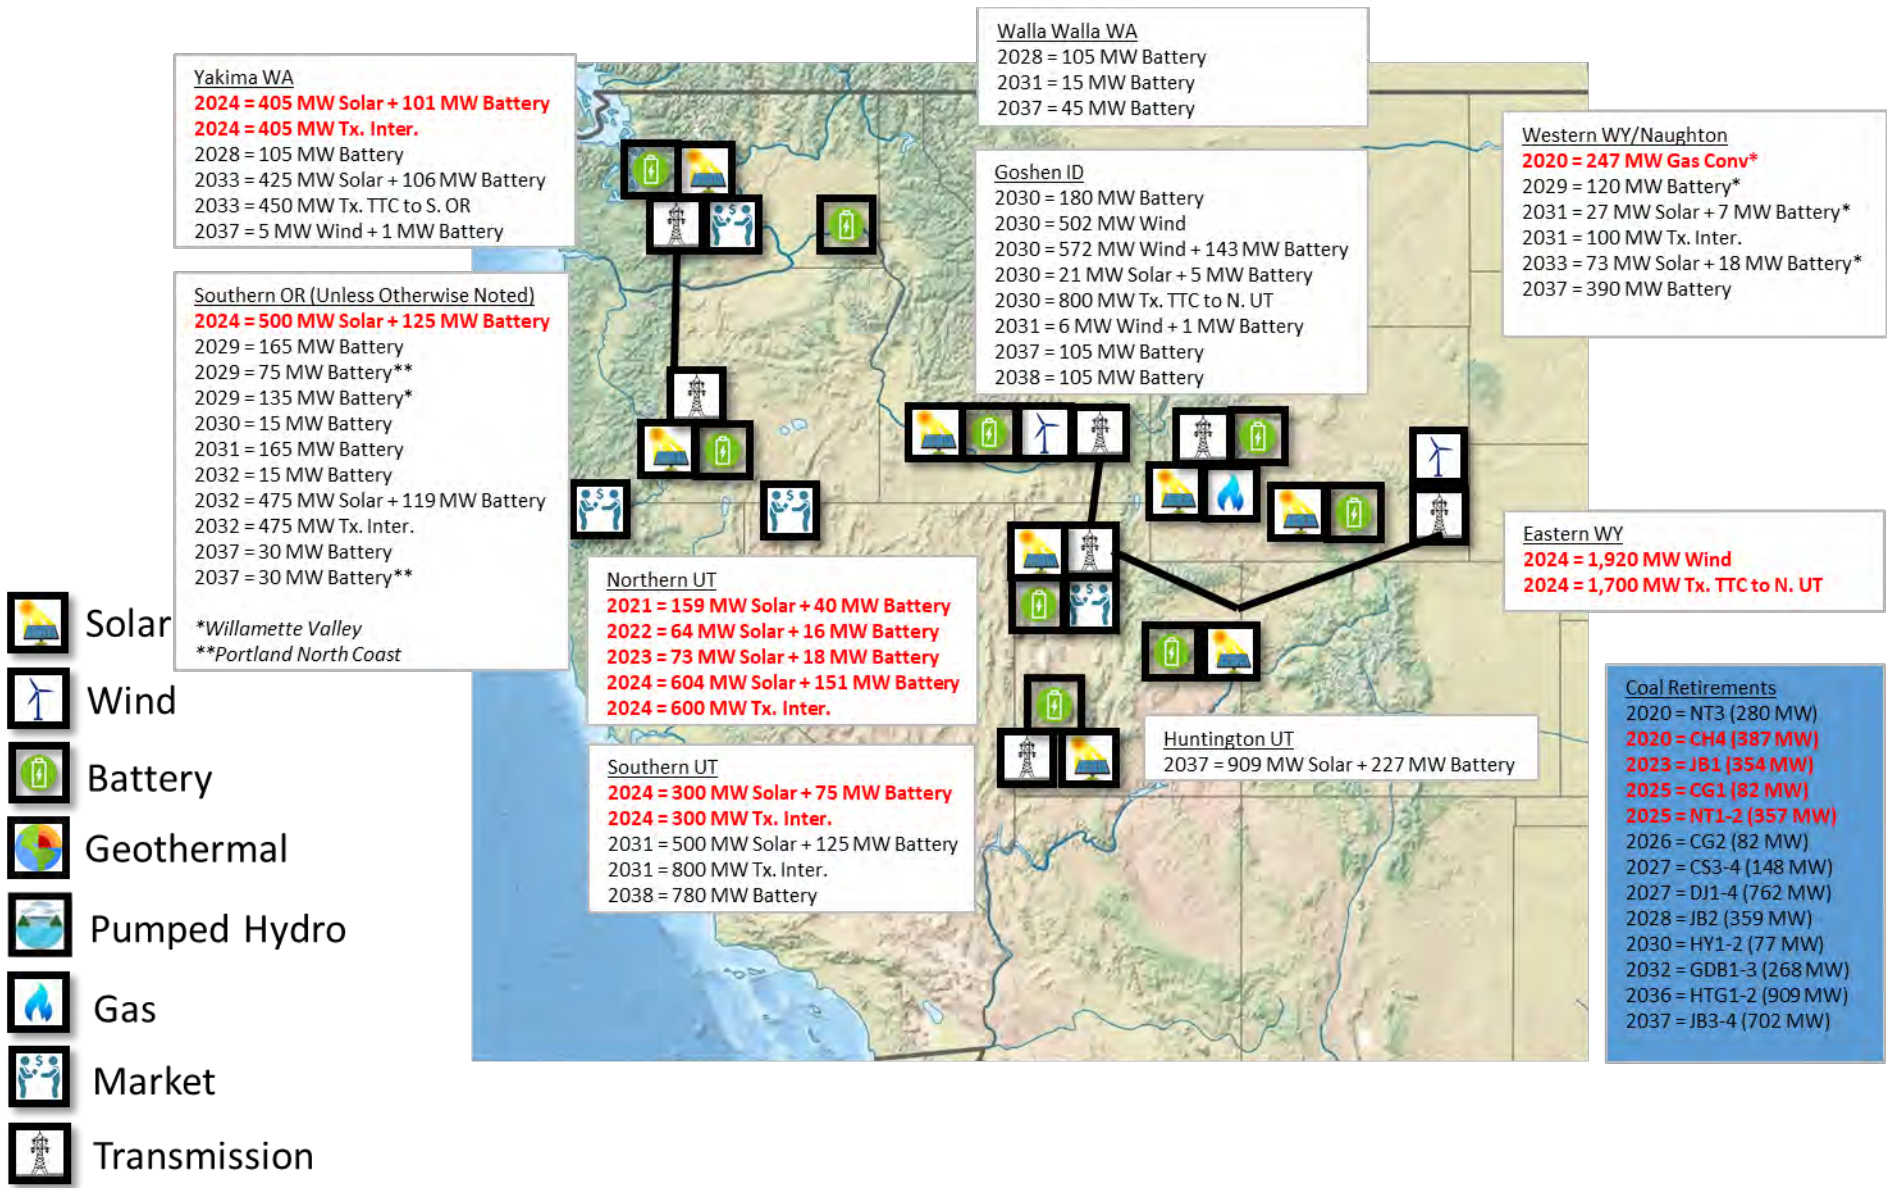 Walla Walla WA
2028 = 105 MW Battery
2031 = 15 MW Battery
2037 = 45 MW Battery
Yakima WA
2024 = 405 MW Solar + 101 MW Battery
2024 = 405 MW Tx. Inter.
2028 = 105 MW Battery
2033 = 425 MW Solar + 106 MW Battery
2033 = 450 MW Tx. TTC to S. OR
2037 = 5 MW Wind + 1 MW Battery
Western WY/Naughton
2020 = 247 MW Gas Conv*
2029 = 120 MW Battery*
2031 = 27 MW Solar + 7 MW Battery*
2031 = 100 MW Tx. Inter.
2033 = 73 MW Solar + 18 MW Battery*
2037 = 390 MW Battery
Goshen ID
2030 = 180 MW Battery
2030 = 502 MW Wind
2030 = 572 MW Wind + 143 MW Battery
2030 = 21 MW Solar + 5 MW Battery
2030 = 800 MW Tx. TTC to N. UT
2031 = 6 MW Wind + 1 MW Battery
2037 = 105 MW Battery
2038 = 105 MW Battery
Southern OR (Unless Otherwise Noted)
2024 = 500 MW Solar + 125 MW Battery
2029 = 165 MW Battery
2029 = 75 MW Battery**
2029 = 135 MW Battery*
2030 = 15 MW Battery
2031 = 165 MW Battery
2032 = 15 MW Battery
2032 = 475 MW Solar + 119 MW Battery
2032 = 475 MW Tx. Inter.
2037 = 30 MW Battery
2037 = 30 MW Battery**
*Willamette Valley
**Portland North Coast
Eastern WY
2024 = 1,920 MW Wind
2024 = 1,700 MW Tx. TTC to N. UT
Northern UT
2021 = 159 MW Solar + 40 MW Battery
2022 = 64 MW Solar + 16 MW Battery
2023 = 73 MW Solar + 18 MW Battery
2024 = 604 MW Solar + 151 MW Battery
2024 = 600 MW Tx. Inter.
Huntington UT
2037 = 909 MW Solar + 227 MW Battery
Southern UT
2024 = 300 MW Solar + 75 MW Battery
2024 = 300 MW Tx. Inter.
2031 = 500 MW Solar + 125 MW Battery
2031 = 800 MW Tx. Inter.
2038 = 780 MW Battery
Coal Retirements
2020 = NT3 (280 MW)
2020 = CH4 (387 MW)
2023 = JB1 (354 MW)
2025 = CG1 (82 MW)
2025 = NT1-2 (357 MW)
2026 = CG2 (82 MW)
2027 = CS3-4 (148 MW)
2027 = DJ1-4 (762 MW)
2028 = JB2 (359 MW)
2030 = HY1-2 (77 MW)
2032 = GDB1-3 (268 MW)
2036 = HTG1-2 (909 MW)
2037 = JB3-4 (702 MW)
Solar
Wind
Battery
Geothermal
Pumped Hydro
Gas
Market
Transmission